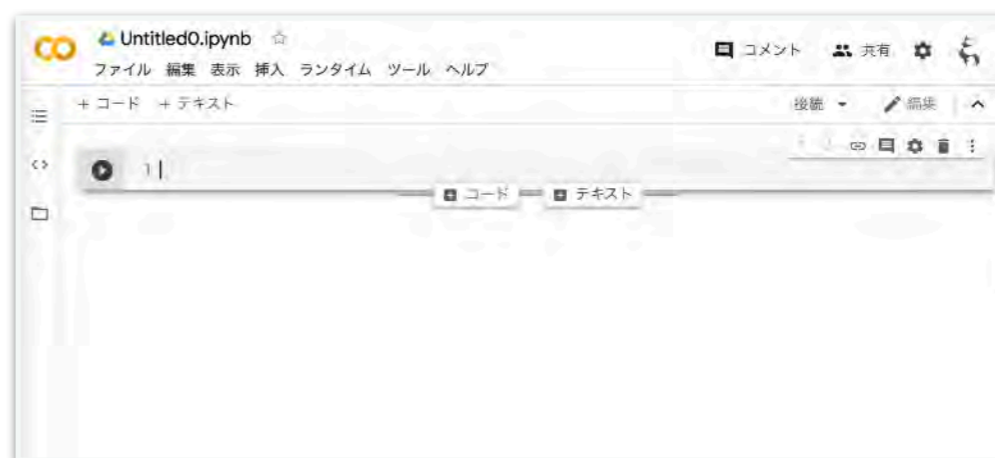 Untitled0.ipynb
コメント 共有
ファイル 編集 表示 挿入 ランタイム ツール ヘルプ
+ コード + テキスト
接続 編集
1
コード テキスト